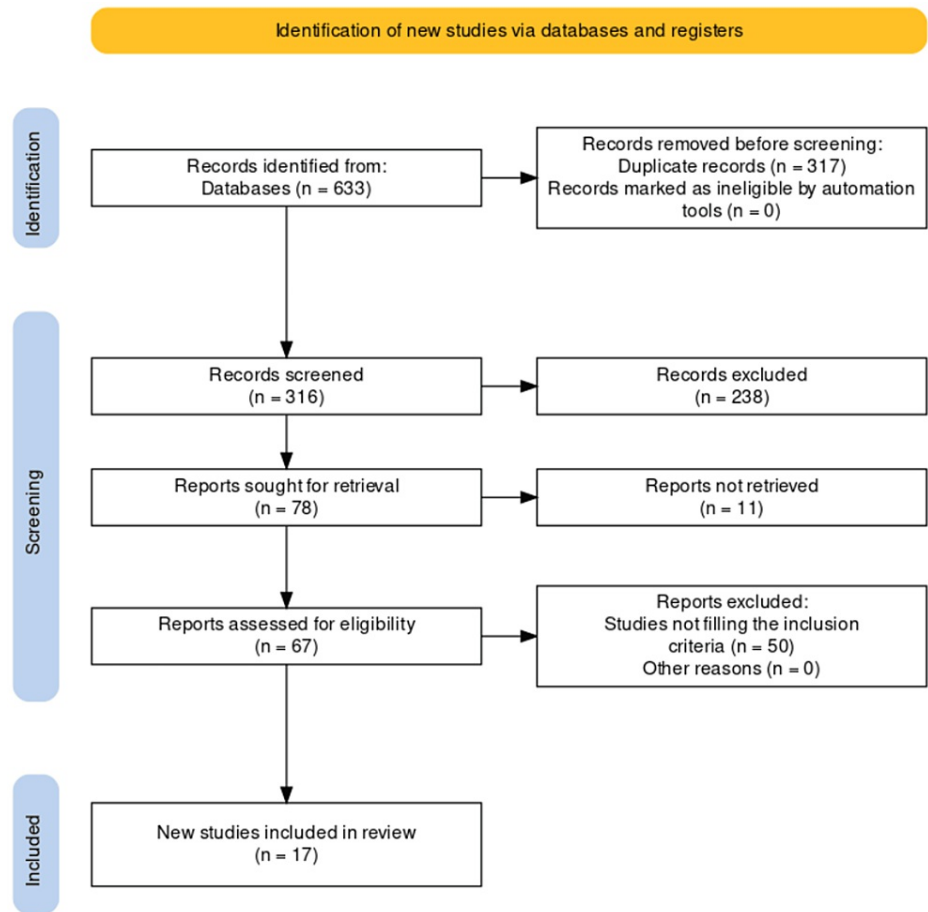 Identification of new studies via databases and registers
Identification
Records identified from:
Databases (n = 633)
Records removed before screening:
Duplicate records (n = 317)
Records marked as ineligible by automation
tools (n = 0)
Screening
Records screened
(n = 316)
Records excluded
(n = 238)
Reports sought for retrieval
(n = 78)
Reports not retrieved
(n = 11)
Reports assessed for eligibility
(n = 67)
Reports excluded:
Studies not filling the inclusion
criteria (n = 50)
Other reasons (n = 0)
Included
New studies included in review
(n = 17)